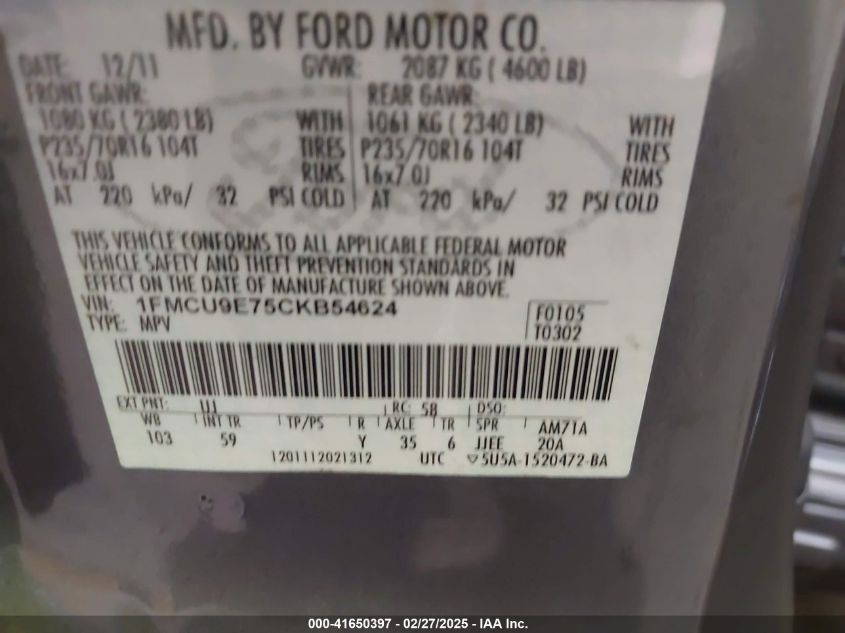 MFD. BY FORD MOTOR CO.
DATE: 12/11 GVWR: 2087 KG ( 4600 LB)
FRONT GAWR: REAR GAWR:
1080 KG ( 2380 LB) WITH 1061 KG ( 2340 LB) WITH
P235/70R16 104T TIRES P235/70R16 104T TIRES
16x7.0J RIMS 16x7.0J RIMS
AT 220 kPa/ 32 PSI COLD AT 220 kPa/ 32 PSI COLD
THIS VEHICLE CONFORMS TO ALL APPLICABLE FEDERAL MOTOR
VEHICLE SAFETY AND THEFT PREVENTION STANDARDS IN
EFFECT ON THE DATE OF MANUFACTURE SHOWN ABOVE.
VIN: 1FMCU9E75CKB54624 F0105
TYPE: MPV T0302
EXT PNT: UJ RC: 58 DSO:
WB INT TR TP/PS R AXLE TR SPR AM71A
103 59 Y 35 6 JJEE 20A
1201112021312 UTC ▽5U5A-1520472-BA
000-41650397 - 02/27/2025 - IAA Inc.